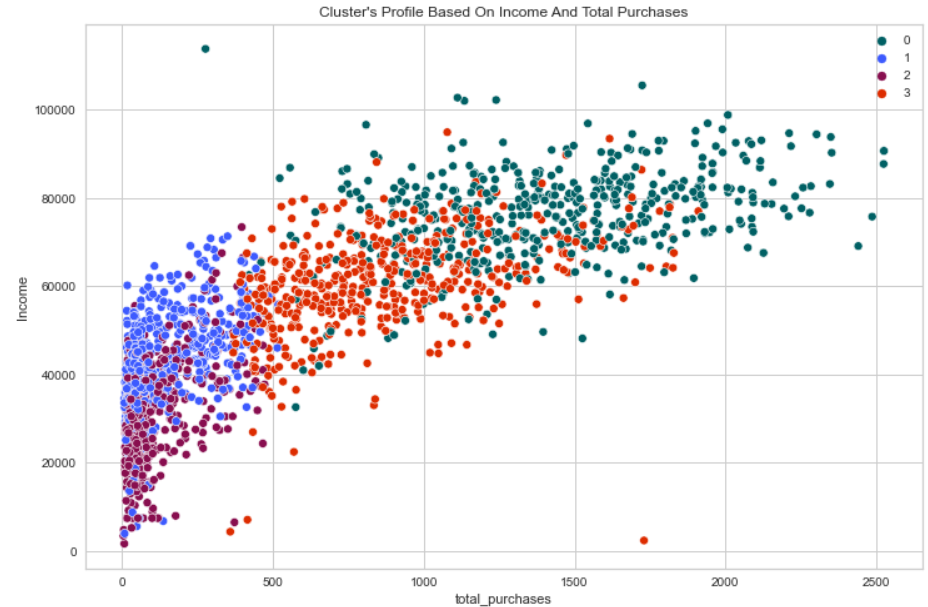 Cluster's Profile Based On Income And Total Purchases
0
1
2
3
100000
80000
60000
40000
20000
0
Income
0 500 1000 1500 2000 2500
total_purchases